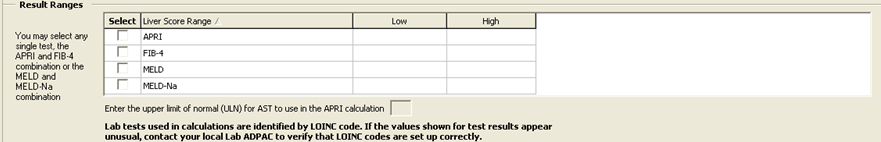 Result Ranges
You may select any
single test, the
APRI and FIB-4
combination or the
MELD and
MELD-Na
combination
Select Liver Score Range / Low High
APRI
FIB-4
MELD
MELD-Na
Enter the upper limit of normal (ULN) for AST to use in the APRI calculation
Lab tests used in calculations are identified by LOINC code. If the values shown for test results appear
unusual, contact your local Lab ADPAC to verify that LOINC codes are set up correctly.